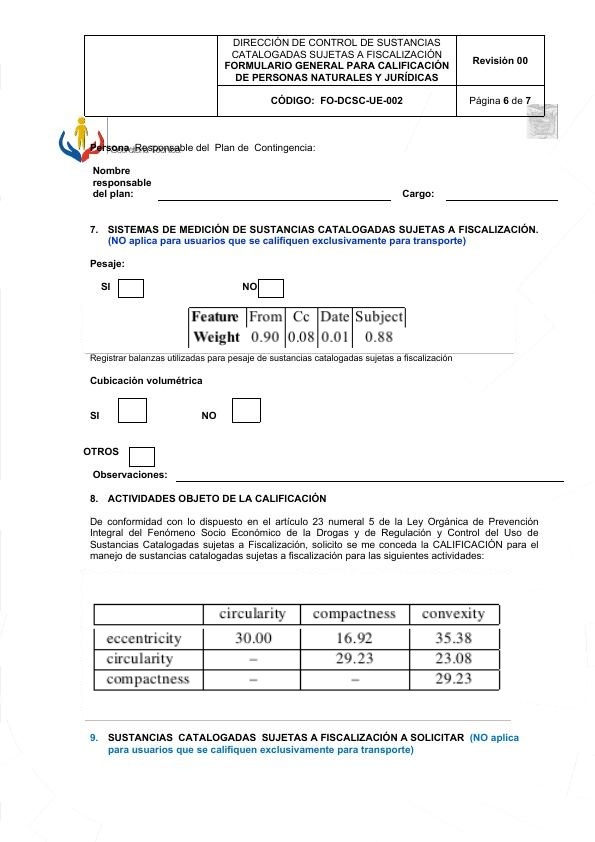 DIRECCIÓN DE CONTROL DE SUSTANCIAS
CATALOGADAS SUJETAS A FISCALIZACIÓN
FORMULARIO GENERAL PARA CALIFICACIÓN
DE PERSONAS NATURALES Y JURÍDICAS
Revisión 00
CÓDIGO: FO-DCSC-UE-002
Página 6 de 7
Persona Responsable del Plan de Contingencia:
Nombre
responsable
del plan:
Cargo:
7. SISTEMAS DE MEDICIÓN DE SUSTANCIAS CATALOGADAS SUJETAS A FISCALIZACIÓN.
(NO aplica para usuarios que se califiquen exclusivamente para transporte)
Pesaje:
SI NO
Feature From Cc Date Subject
Weight 0.90 0.08 0.01 0.88
Registrar balanzas utilizadas para pesaje de sustancias catalogadas sujetas a fiscalización
Cubicación volumétrica
SI NO
OTROS
Observaciones:
8. ACTIVIDADES OBJETO DE LA CALIFICACIÓN
De conformidad con lo dispuesto en el artículo 23 numeral 5 de la Ley Orgánica de Prevención
Integral del Fenómeno Socio Económico de la Drogas y de Regulación y Control del Uso de
Sustancias Catalogadas sujetas a Fiscalización, solicito se me conceda la CALIFICACIÓN para el
manejo de sustancias catalogadas sujetas a fiscalización para las siguientes actividades:
circularity compactness convexity
eccentricity 30.00 16.92 35.38
circularity – 29.23 23.08
compactness – – 29.23
9. SUSTANCIAS CATALOGADAS SUJETAS A FISCALIZACIÓN A SOLICITAR (NO aplica
para usuarios que se califiquen exclusivamente para transporte)